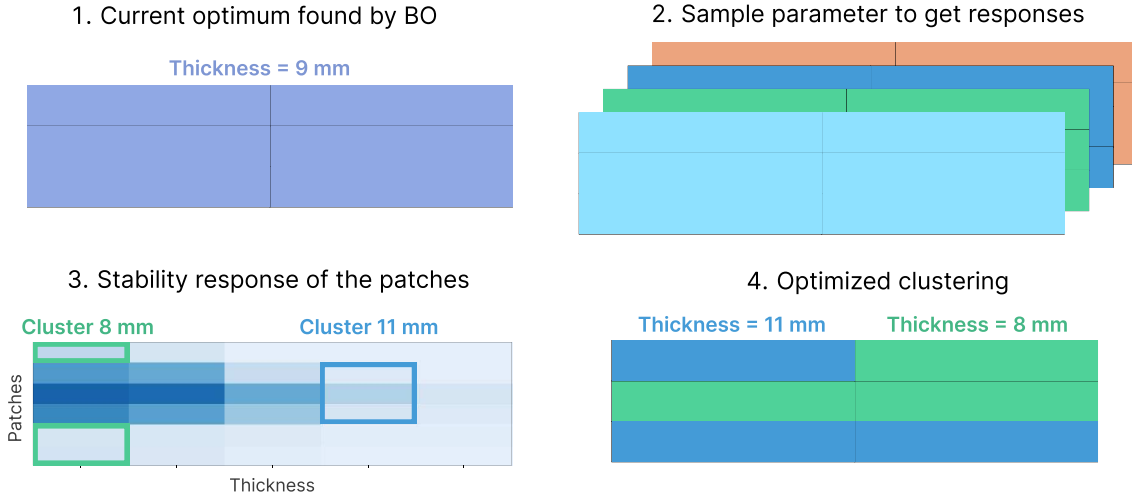 1. Current optimum found by BO
2. Sample parameter to get responses
Thickness = 9 mm
3. Stability response of the patches
4. Optimized clustering
Cluster 8 mm
Cluster 11 mm
Thickness = 11 mm
Thickness = 8 mm
Patches
Thickness